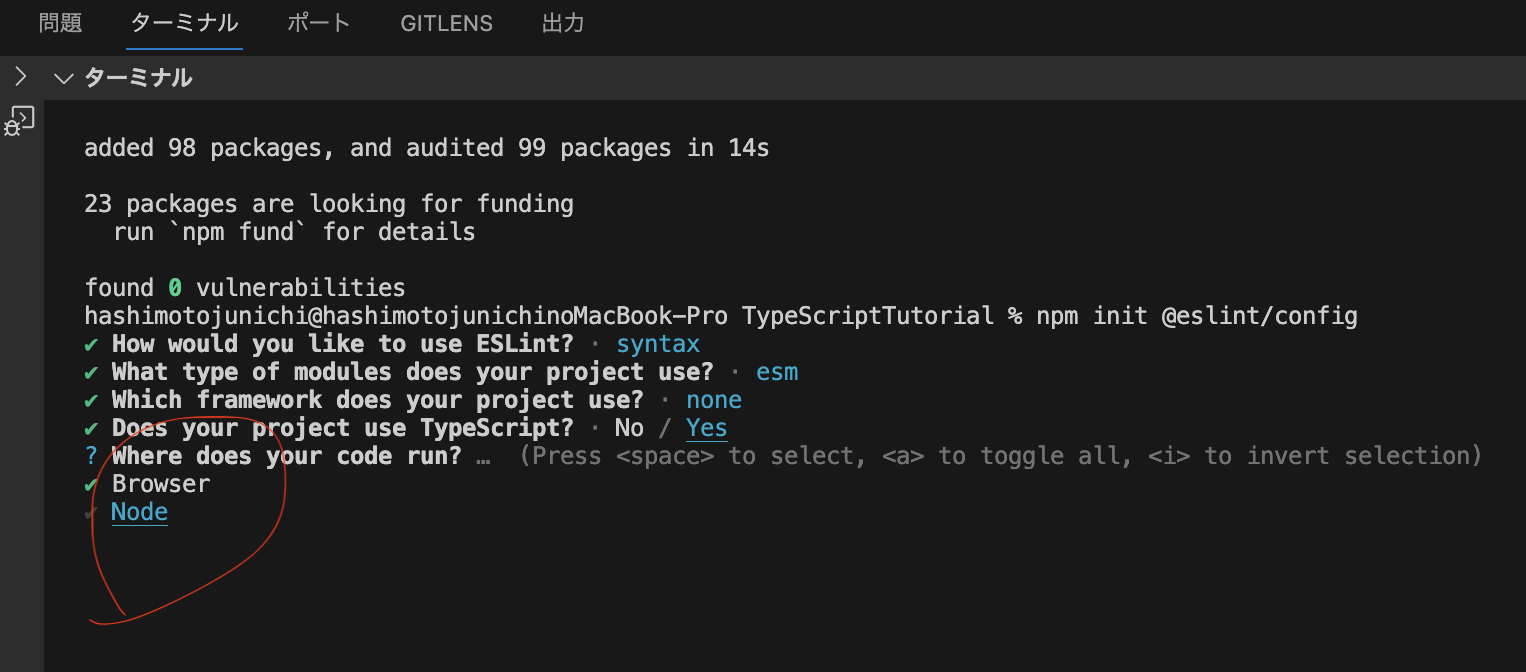 問題 ターミナル ポート GITLENS 出力
ターミナル
added 98 packages, and audited 99 packages in 14s
23 packages are looking for funding
run `npm fund` for details
found 0 vulnerabilities
hashimotojunichi@hashimotojunichinoMacBook-Pro TypeScriptTutorial % npm init @eslint/config
✔ How would you like to use ESLint? · syntax
✔ What type of modules does your project use? · esm
✔ Which framework does your project use? · none
✔ Does your project use TypeScript? · No / Yes
? Where does your code run? … (Press <space> to select, <a> to toggle all, <i> to invert selection)
✔ Browser
✔ Node